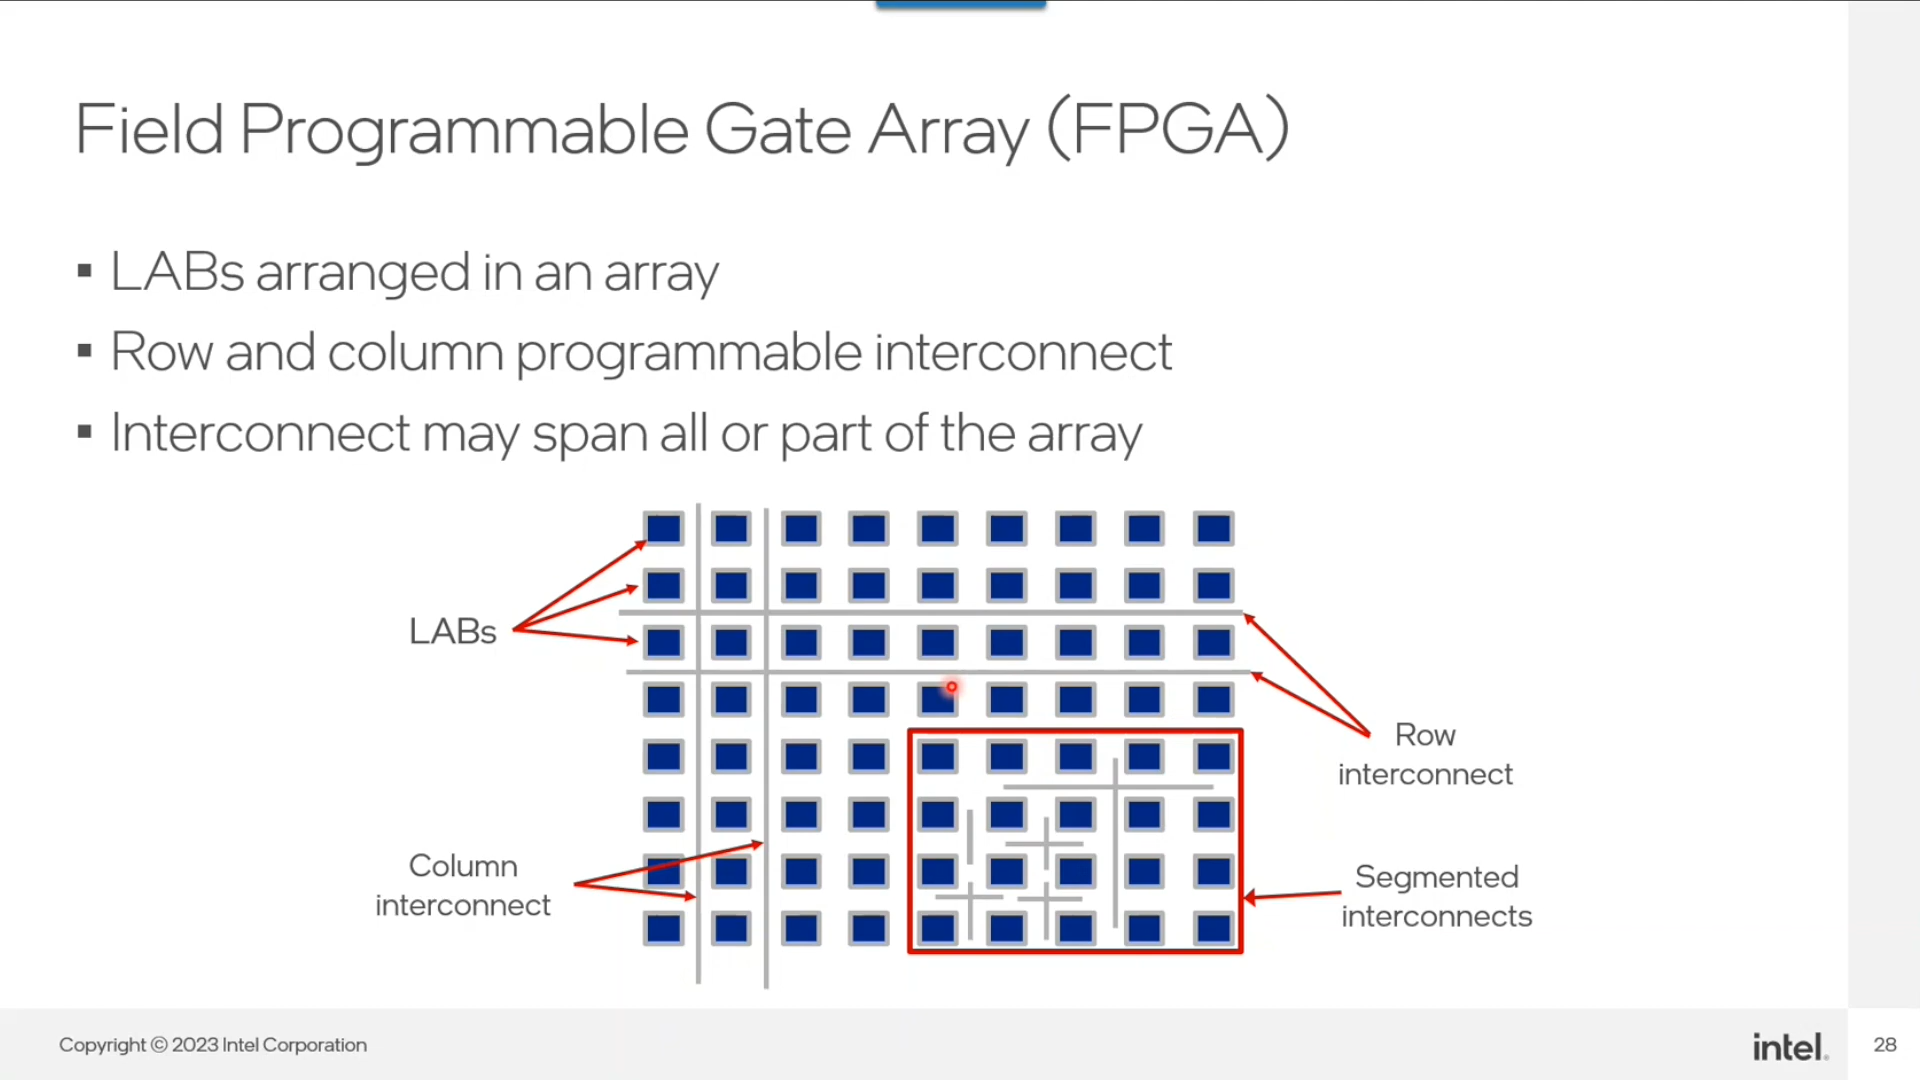 Field Programmable Gate Array (FPGA)
▪ LABs arranged in an array
▪ Row and column programmable interconnect
▪ Interconnect may span all or part of the array
LABs
Row
interconnect
Column
interconnect
Segmented
interconnects
Copyright © 2023 Intel Corporation
intel.
28